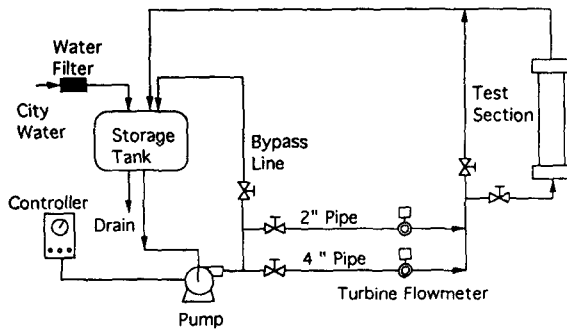 Water
Filter
City
Water
Storage
Tank
Bypass
Line
Test
Section
Controller
Drain
2" Pipe
4 " Pipe
Turbine Flowmeter
Pump